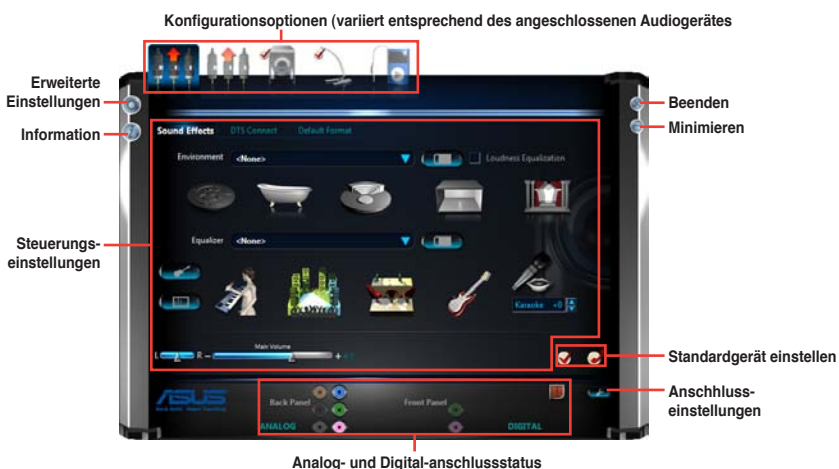 Konfigurationsoptionen (variiert entsprechend des angeschlossenen Audiogerätes
Erweiterte
Einstellungen
Information
Beenden
Minimieren
Sound Effects DTS Connect Default Format
Environment <None> Loudness Equalization
Steuerungs-
einstellungen
Equalizer <None>
Karaoke +0
Main Volume
L R - +
Standardgerät einstellen
ASUS
Back Panel Front Panel
ANALOG DIGITAL
Anschhluss-
einstellungen
Analog- und Digital-anschlussstatus